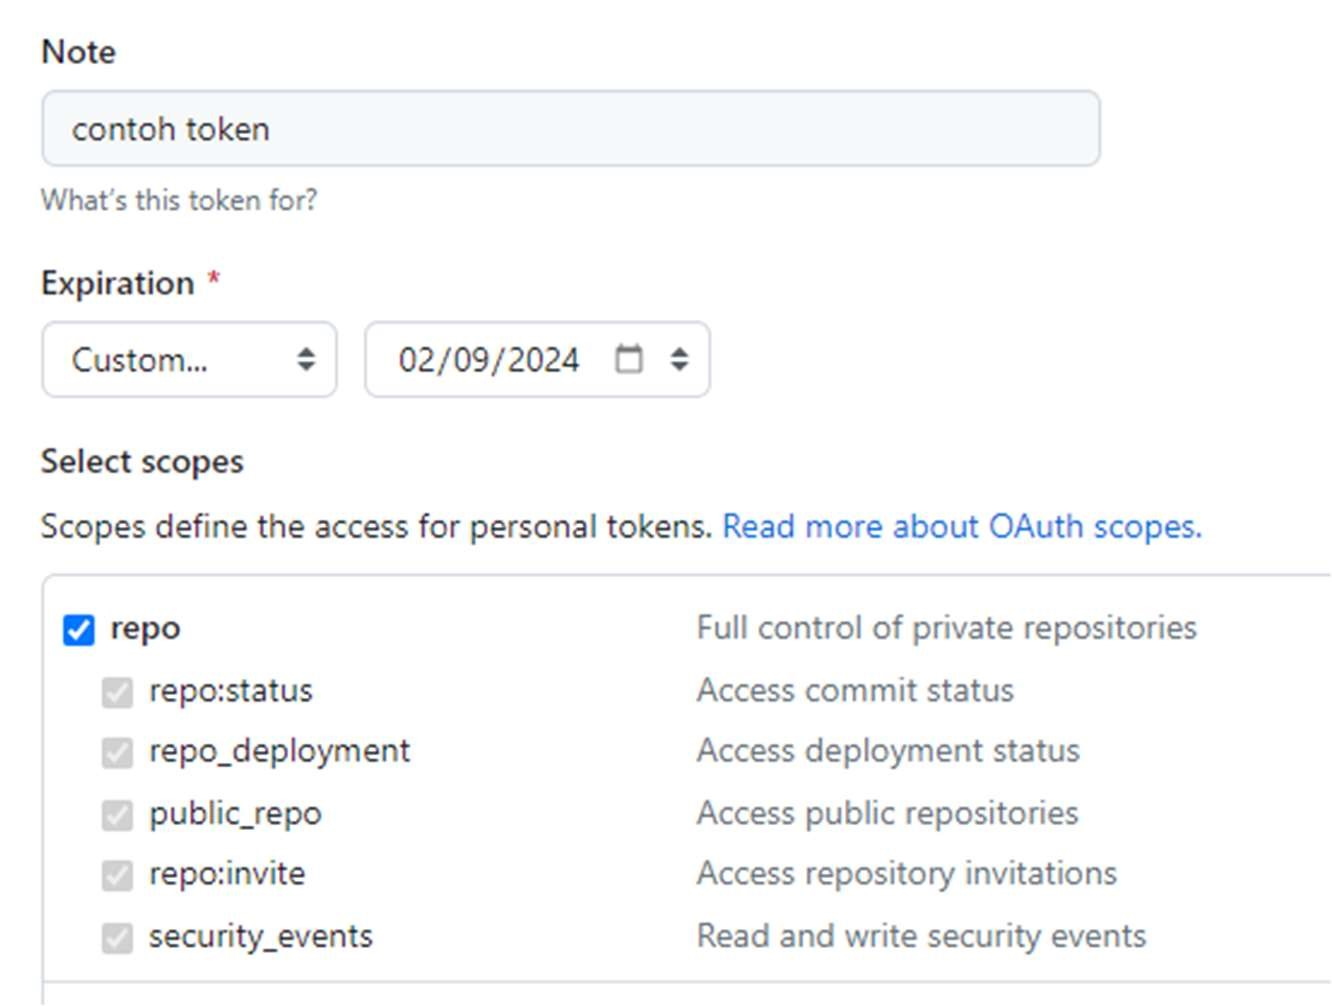 Note
contoh token
What's this token for?
Expiration *
Custom... 02/09/2024
Select scopes
Scopes define the access for personal tokens. Read more about OAuth scopes.
repo Full control of private repositories
repo:status Access commit status
repo_deployment Access deployment status
public_repo Access public repositories
repo:invite Access repository invitations
security_events Read and write security events